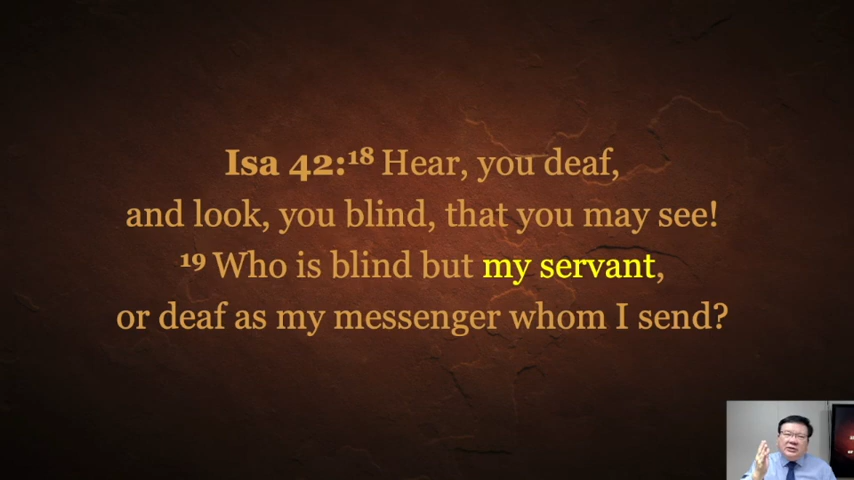 Isa 42:18 Hear, you deaf,
and look, you blind, that you may see!
19 Who is blind but my servant,
or deaf as my messenger whom I send?